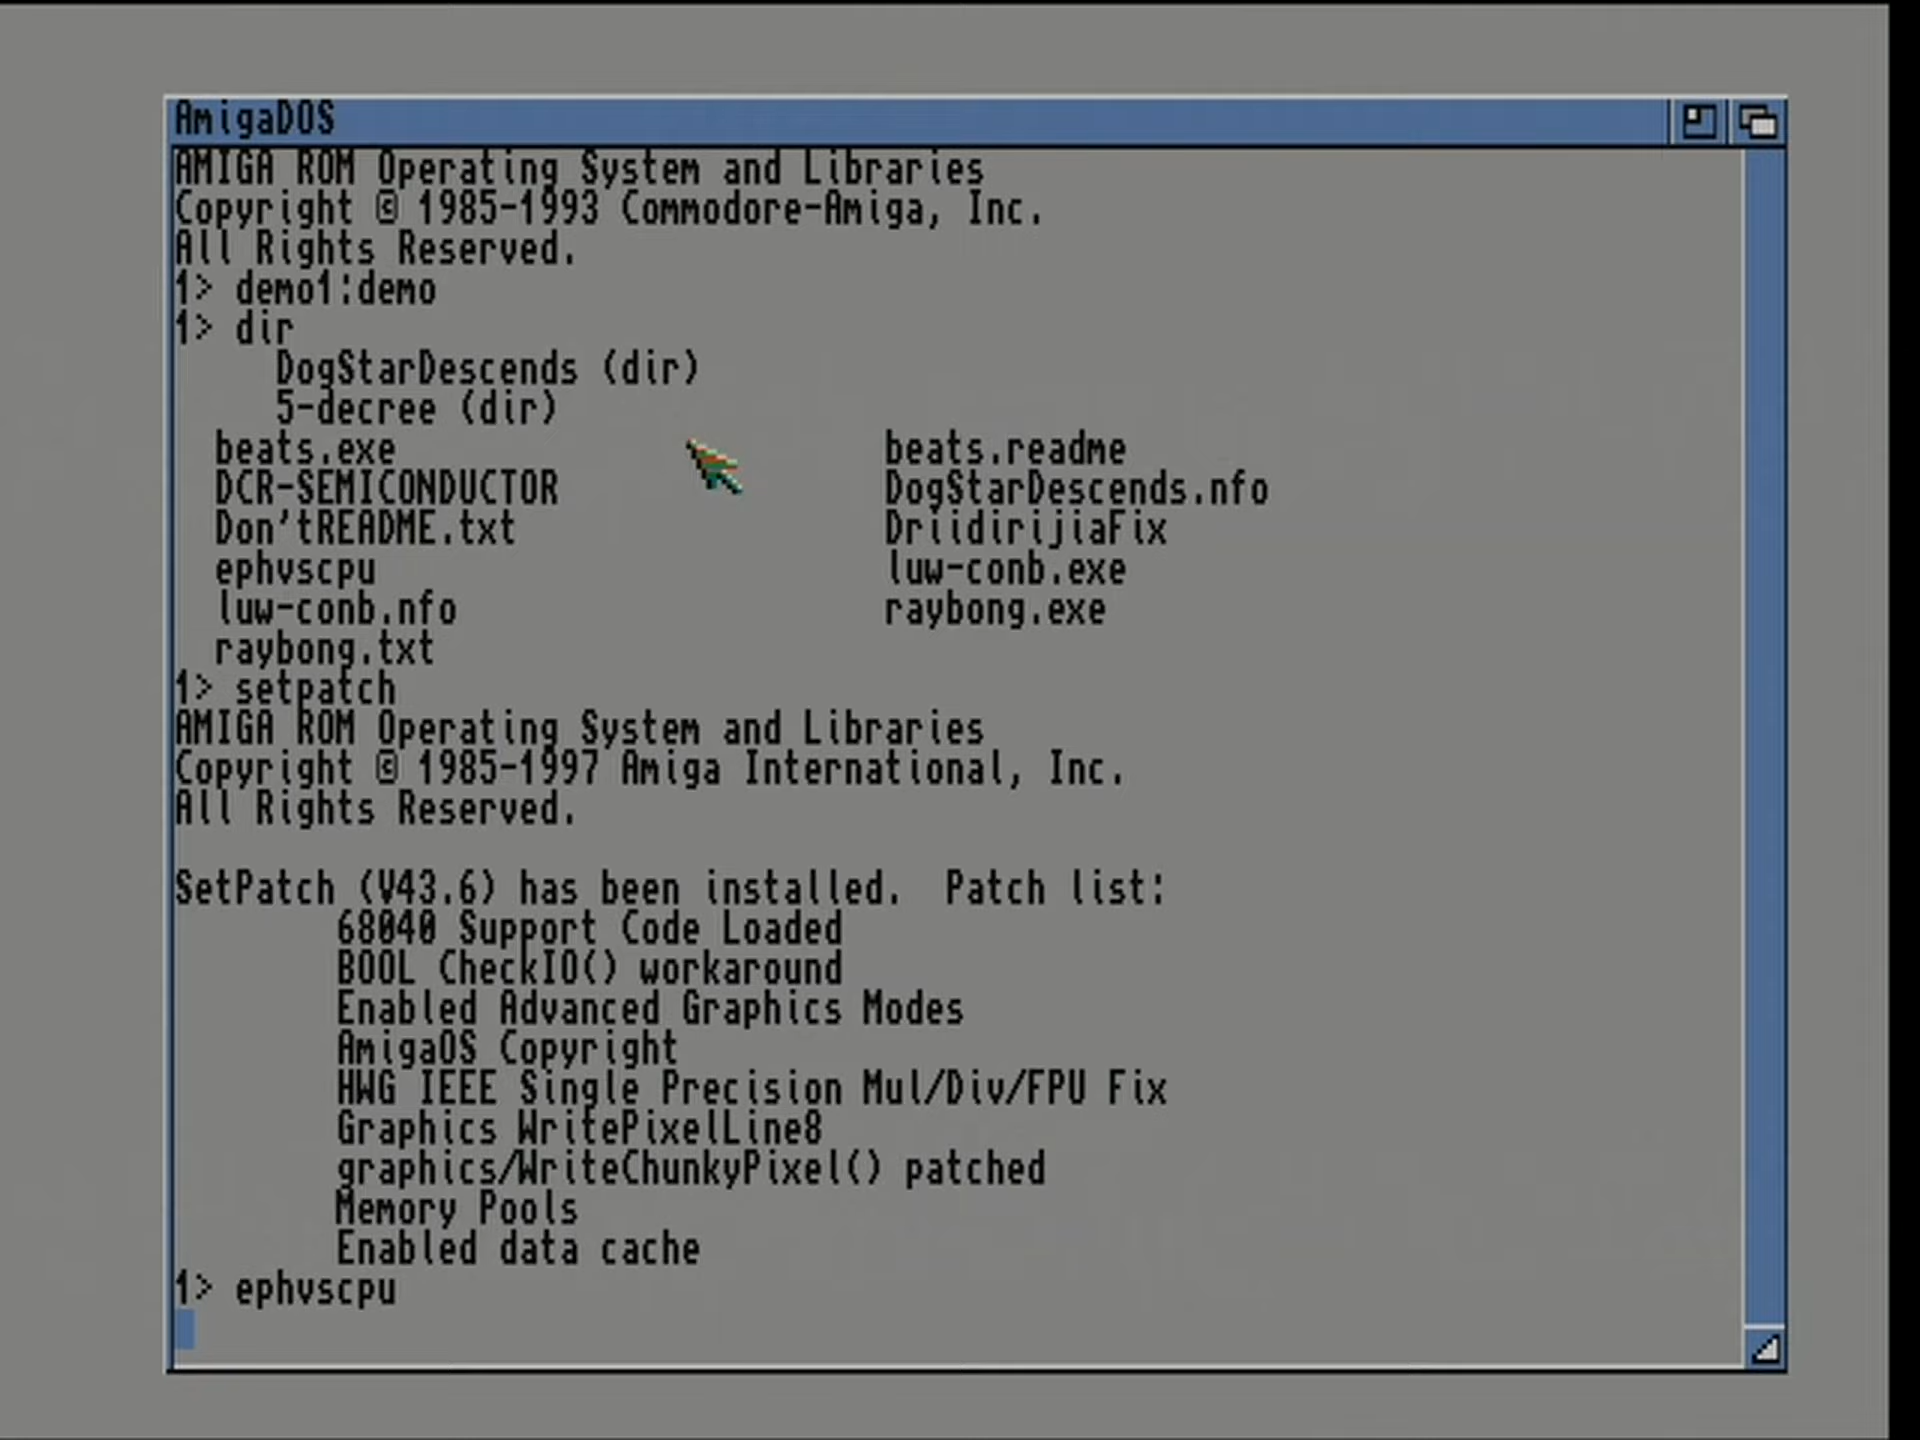 AmigaDOS
AMIGA ROM Operating System and Libraries
Copyright © 1985-1993 Commodore-Amiga, Inc.
All Rights Reserved.
1> demo1:demo
1> dir
DogStarDescends (dir)
5-decree (dir)
beats.exe beats.readme
DCR-SEMICONDUCTOR DogStarDescends.nfo
Don'tREADME.txt DriidirijiaFix
ephvscpu luw-conb.exe
luw-conb.nfo raybong.exe
raybong.txt
1> setpatch
AMIGA ROM Operating System and Libraries
Copyright © 1985-1997 Amiga International, Inc.
All Rights Reserved.
SetPatch (V43.6) has been installed.  Patch list:
68040 Support Code Loaded
BOOL CheckIO() workaround
Enabled Advanced Graphics Modes
AmigaOS Copyright
HWG IEEE Single Precision Mul/Div/FPU Fix
Graphics WritePixelLine8
graphics/WriteChunkyPixel() patched
Memory Pools
Enabled data cache
1> ephvscpu